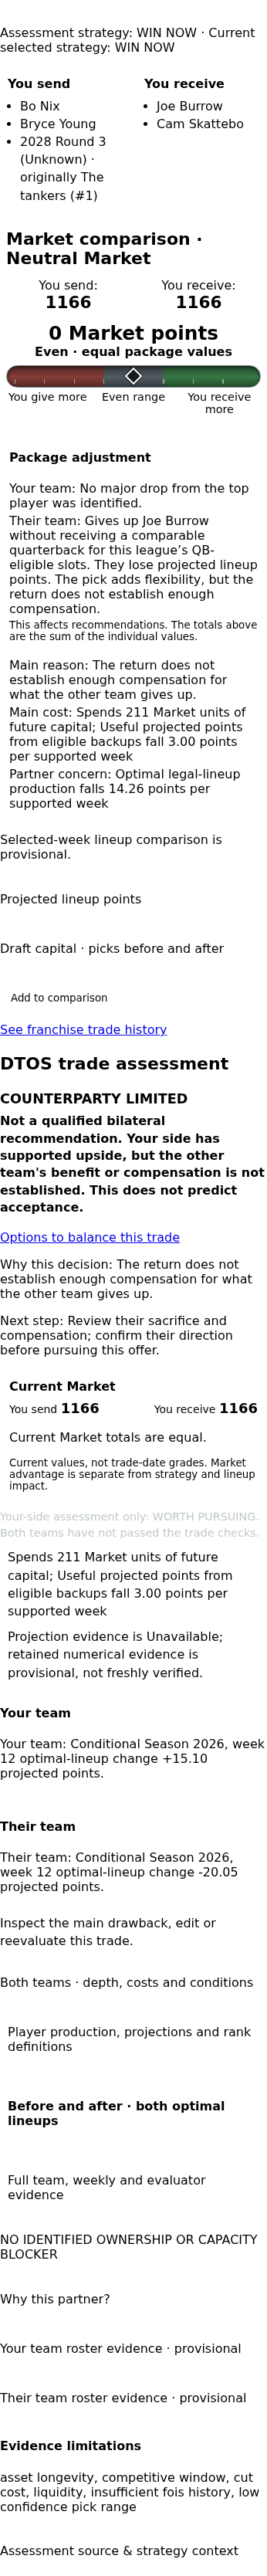 Assessment strategy: WIN NOW · Current
selected strategy: WIN NOW
You send
• Bo Nix
• Bryce Young
• 2028 Round 3
(Unknown) ·
originally The
tankers (#1)
You receive
• Joe Burrow
• Cam Skattebo
Market comparison ·
Neutral Market
You send:
1166
You receive:
1166
0 Market points
Even · equal package values
You give more
Even range
You receive
more
Package adjustment
Your team: No major drop from the top
player was identified.
Their team: Gives up Joe Burrow
without receiving a comparable
quarterback for this league’s QB-
eligible slots. They lose projected lineup
points. The pick adds flexibility, but the
return does not establish enough
compensation.
This affects recommendations. The totals above
are the sum of the individual values.
Main reason: The return does not
establish enough compensation for
what the other team gives up.
Main cost: Spends 211 Market units of
future capital; Useful projected points
from eligible backups fall 3.00 points
per supported week
Partner concern: Optimal legal-lineup
production falls 14.26 points per
supported week
Selected-week lineup comparison is
provisional.
Projected lineup points
Draft capital · picks before and after
Add to comparison
See franchise trade history
DTOS trade assessment
COUNTERPARTY LIMITED
Not a qualified bilateral
recommendation. Your side has
supported upside, but the other
team's benefit or compensation is not
established. This does not predict
acceptance.
Options to balance this trade
Why this decision: The return does not
establish enough compensation for what
the other team gives up.
Next step: Review their sacrifice and
compensation; confirm their direction
before pursuing this offer.
Current Market
You send 1166
You receive 1166
Current Market totals are equal.
Current values, not trade-date grades. Market
advantage is separate from strategy and lineup
impact.
Your-side assessment only: WORTH PURSUING.
Both teams have not passed the trade checks.
Spends 211 Market units of future
capital; Useful projected points from
eligible backups fall 3.00 points per
supported week
Projection evidence is Unavailable;
retained numerical evidence is
provisional, not freshly verified.
Your team
Your team: Conditional Season 2026, week
12 optimal-lineup change +15.10
projected points.
Their team
Their team: Conditional Season 2026,
week 12 optimal-lineup change -20.05
projected points.
Inspect the main drawback, edit or
reevaluate this trade.
Both teams · depth, costs and conditions
Player production, projections and rank
definitions
Before and after · both optimal
lineups
Full team, weekly and evaluator
evidence
NO IDENTIFIED OWNERSHIP OR CAPACITY
BLOCKER
Why this partner?
Your team roster evidence · provisional
Their team roster evidence · provisional
Evidence limitations
asset longevity, competitive window, cut
cost, liquidity, insufficient fois history, low
confidence pick range
Assessment source & strategy context